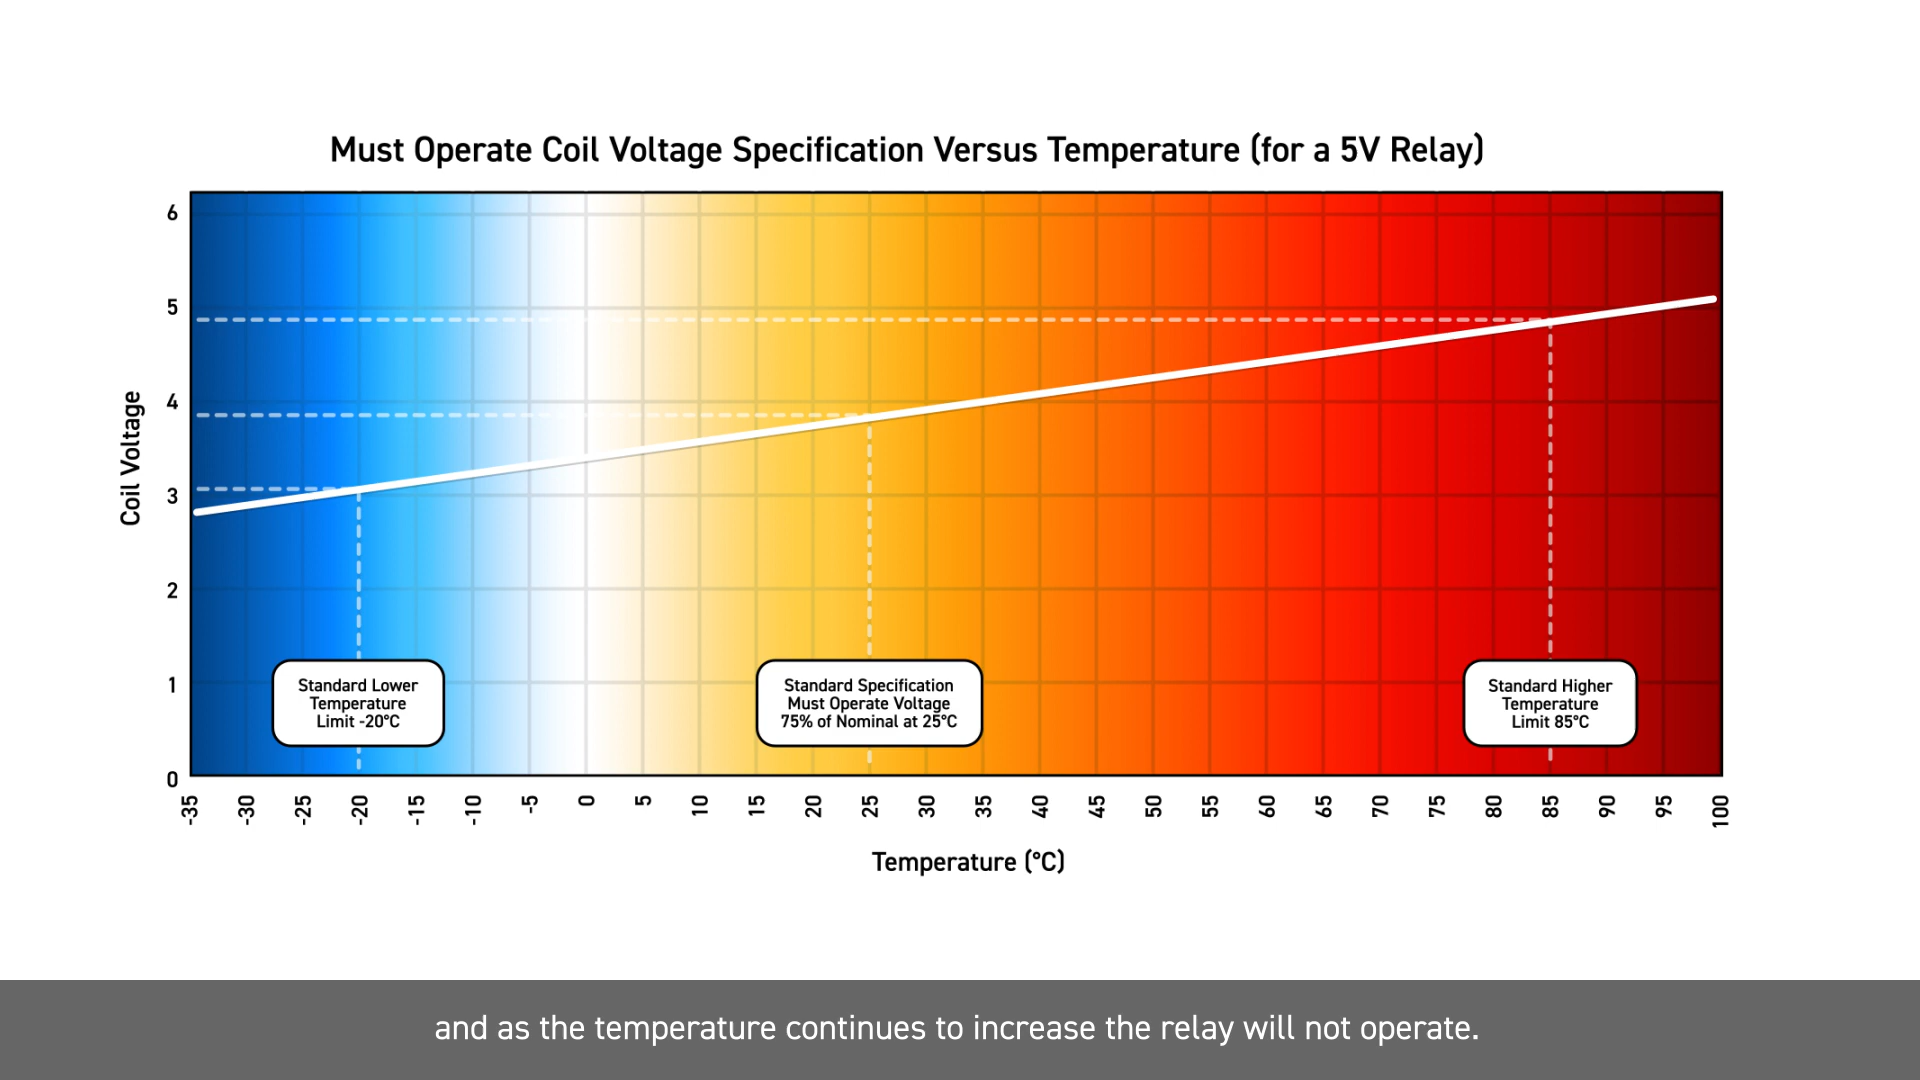 Must Operate Coil Voltage Specification Versus Temperature (for a 5V Relay)
6
5
4
3
2
1
0
Coil Voltage
Standard Lower
Temperature
Limit -20°C
Standard Specification
Must Operate Voltage
75% of Nominal at 25°C
Standard Higher
Temperature
Limit 85°C
-35 -30 -25 -20 -15 -10 -5 0 5 10 15 20 25 30 35 40 45 50 55 60 65 70 75 80 85 90 95 100
Temperature (°C)
and as the temperature continues to increase the relay will not operate.